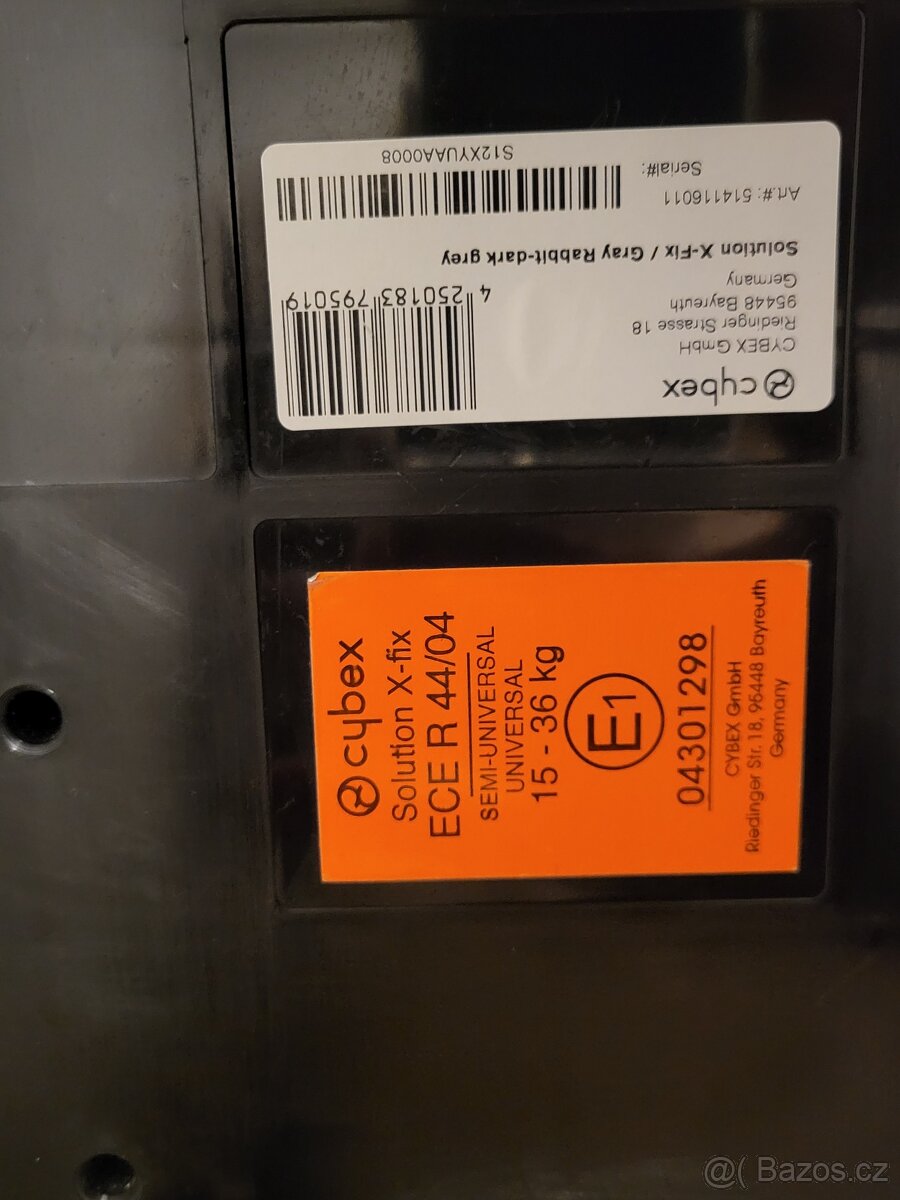 cybex
CYBEX GmbH
Riedinger Strasse 18
95448 Bayreuth
Germany
4 250183 795019
Solution X-Fix / Gray Rabbit-dark grey
Art.#: 514116011
Serial#:
S12XYUAA0008
cybex
Solution X-fix
ECE R 44/04
SEMI-UNIVERSAL
UNIVERSAL
15 - 36 kg
E1
04301298
CYBEX GmbH
Riedinger Str. 18, 95448 Bayreuth
Germany
@( Bazos.cz